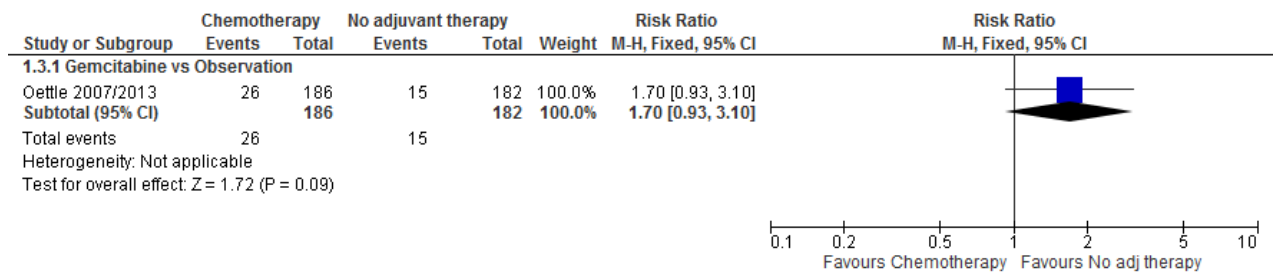 Chemotherapy No adjuvant therapy Risk Ratio Risk Ratio
Study or Subgroup Events Total Events Total Weight M-H, Fixed, 95% CI M-H, Fixed, 95% CI
1.3.1 Gemcitabine vs Observation
Oettle 2007/2013 26 186 15 182 100.0% 1.70 [0.93, 3.10]
Subtotal (95% CI) 186 182 100.0% 1.70 [0.93, 3.10]
Total events 26 15
Heterogeneity: Not applicable
Test for overall effect: Z = 1.72 (P = 0.09)
0.1 0.2 0.5 1 2 5 10
Favours Chemotherapy Favours No adj therapy